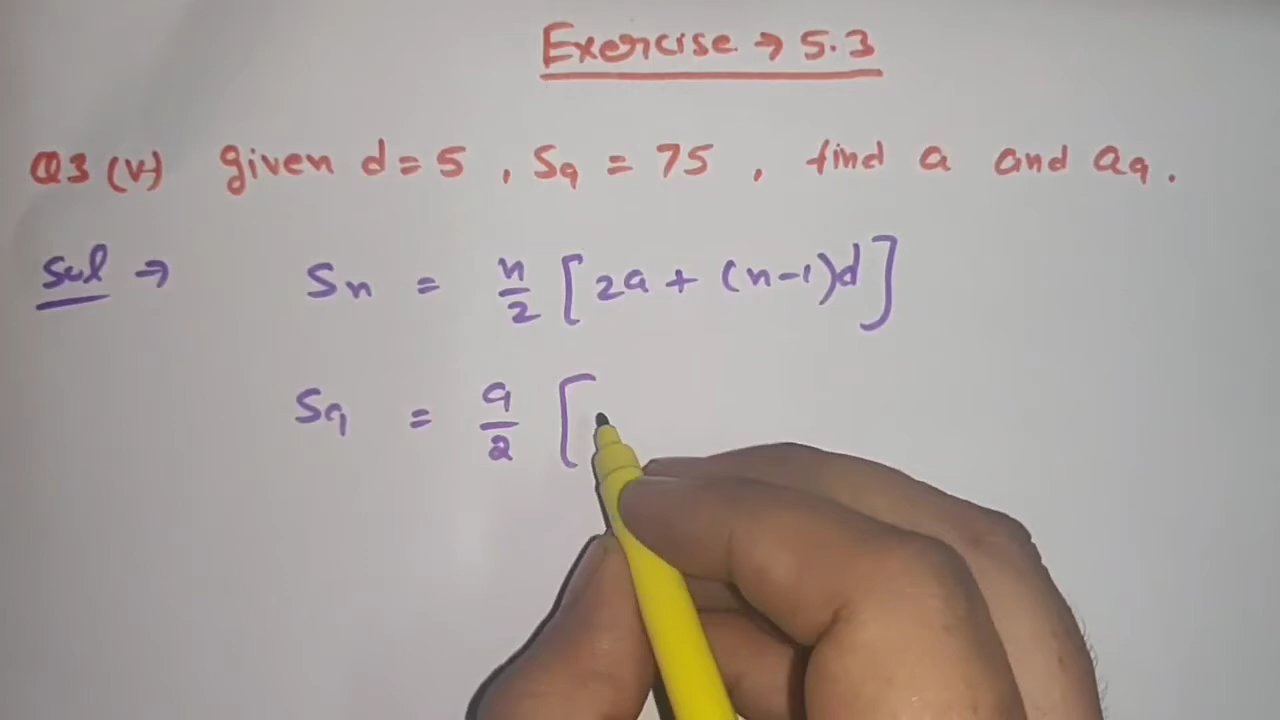 Exercise → 5.3
Q3 (v) given d = 5 , S₉ = 75 , find a and a₉ .
Sol → Sn = n/2 [2a + (n-1)d]
S₉ = 9/2 [